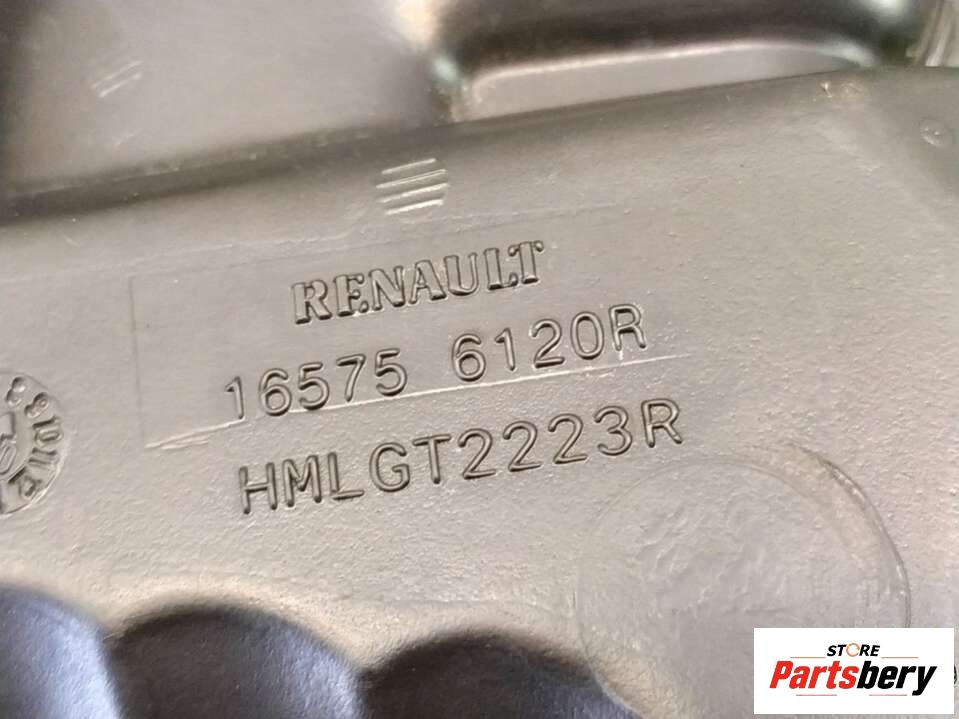 RENAULT
16575 6120R
HMLGT2223R
STORE
Partsbery